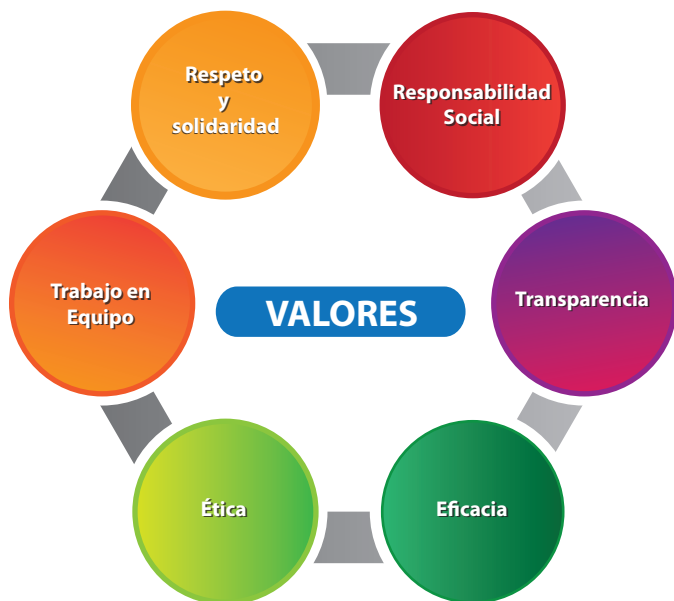 Respeto
y
solidaridad
Responsabilidad
Social
Trabajo en
Equipo
VALORES
Transparencia
Ética
Eficacia